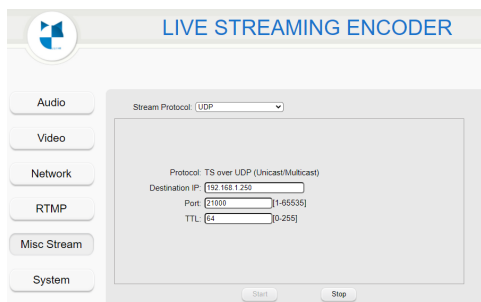 LIVE STREAMING ENCODER
Audio
Video
Network
RTMP
Misc Stream
System
Stream Protocol: UDP
Protocol: TS over UDP (Unicast/Multicast)
Destination IP: 192.168.1.250
Port: 21000 [1-65535]
TTL: 64 [0-255]
Start Stop